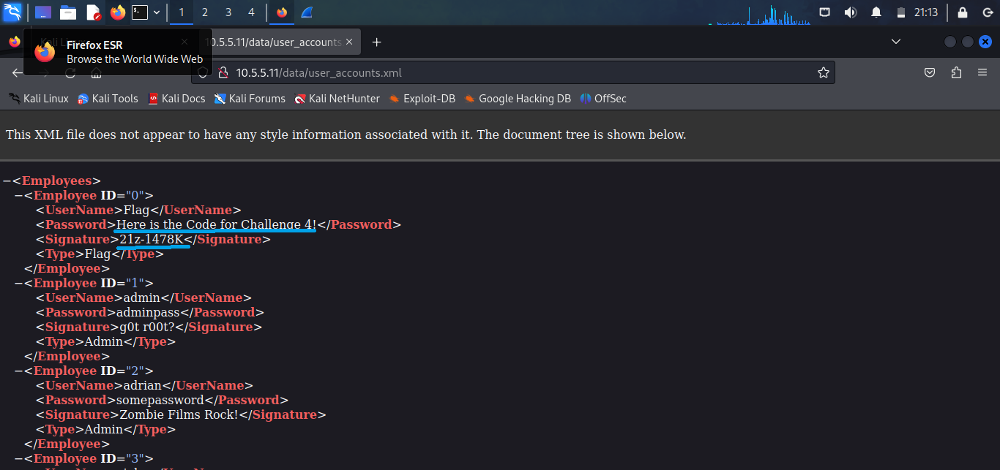 1 2 3 4 21:13
Firefox ESR
Browse the World Wide Web
10.5.5.11/data/user_accounts
10.5.5.11/data/user_accounts.xml
Kali Linux Kali Tools Kali Docs Kali Forums Kali NetHunter Exploit-DB Google Hacking DB OffSec
This XML file does not appear to have any style information associated with it. The document tree is shown below.
−<Employees>
−<Employee ID="0">
<UserName>Flag</UserName>
<Password>Here is the Code for Challenge 4!</Password>
<Signature>21z-1478K</Signature>
<Type>Flag</Type>
</Employee>
−<Employee ID="1">
<UserName>admin</UserName>
<Password>adminpass</Password>
<Signature>g0t r00t?</Signature>
<Type>Admin</Type>
</Employee>
−<Employee ID="2">
<UserName>adrian</UserName>
<Password>somepassword</Password>
<Signature>Zombie Films Rock!</Signature>
<Type>Admin</Type>
</Employee>
−<Employee ID="3">